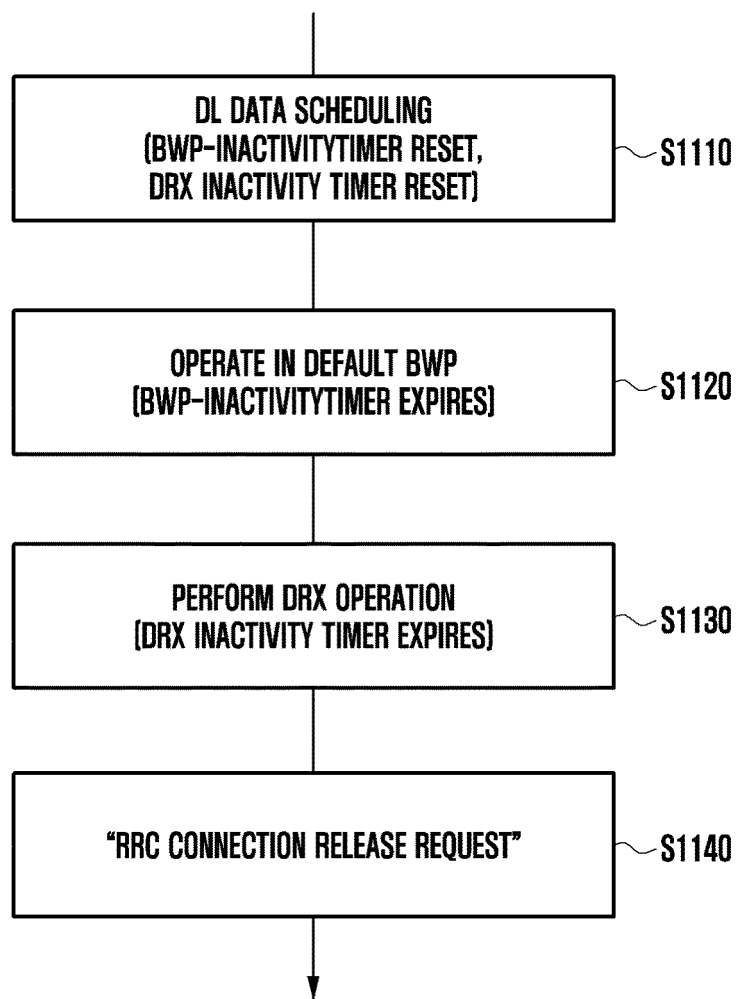 DL DATA SCHEDULING
(BWP-INACTIVITYTIMER RESET,
DRX INACTIVITY TIMER RESET)
S1110
OPERATE IN DEFAULT BWP
(BWP-INACTIVITYTIMER EXPIRES)
S1120
PERFORM DRX OPERATION
(DRX INACTIVITY TIMER EXPIRES)
S1130
“RRC CONNECTION RELEASE REQUEST”
S1140